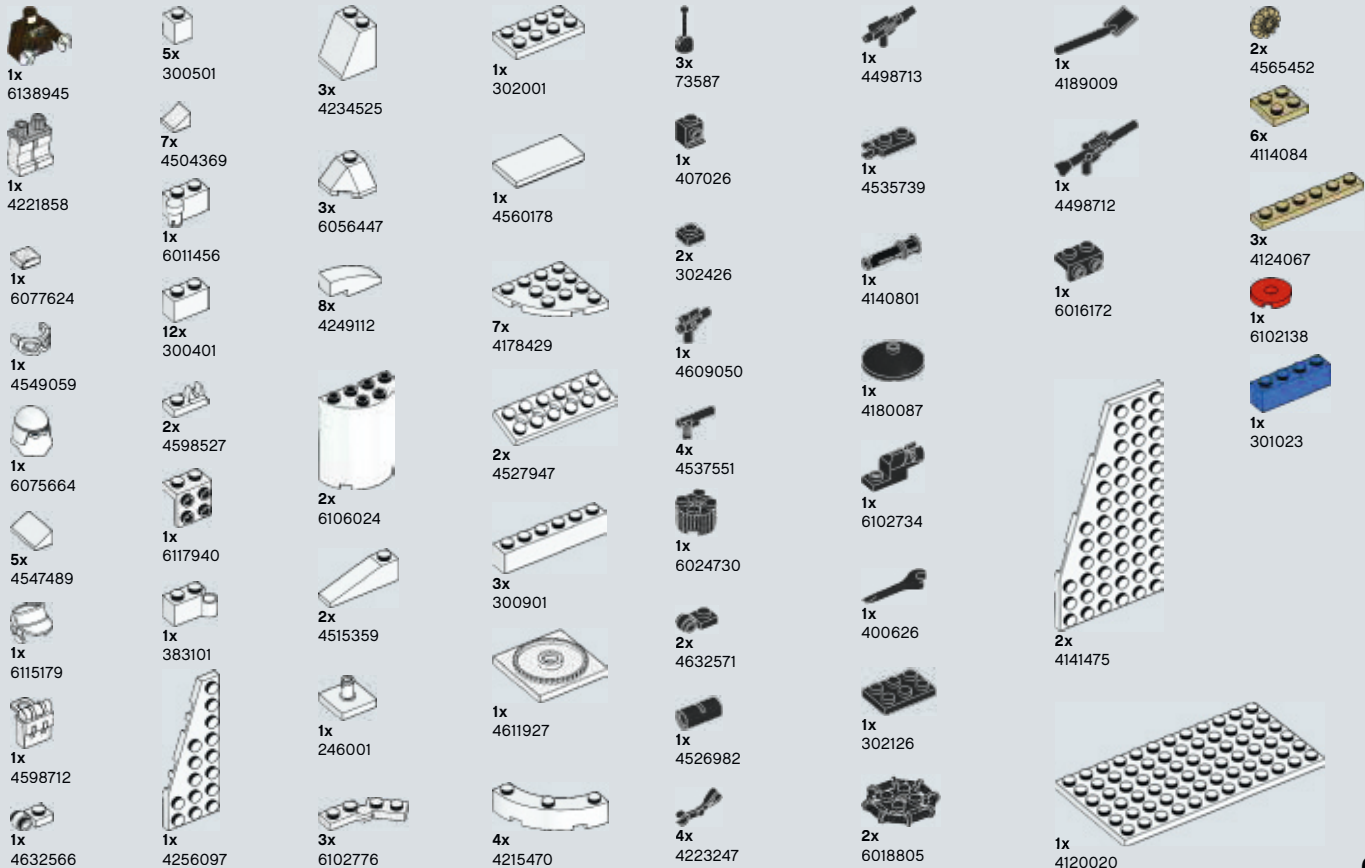 1x
6138945
1x
4221858
1x
6077624
1x
4549059
1x
6075664
5x
4547489
1x
6115179
1x
4598712
1x
4632566
5x
300501
7x
4504369
1x
6011456
12x
300401
2x
4598527
1x
6117940
1x
383101
1x
4256097
3x
4234525
3x
6056447
8x
4249112
2x
6106024
2x
4515359
1x
246001
3x
6102776
1x
302001
1x
4560178
7x
4178429
2x
4527947
3x
300901
1x
4611927
4x
4215470
3x
73587
1x
407026
2x
302426
1x
4609050
4x
4537551
1x
6024730
2x
4632571
1x
4526982
4x
4223247
1x
4498713
1x
4535739
1x
4140801
1x
4180087
1x
6102734
1x
400626
1x
302126
2x
6018805
1x
4189009
1x
4498712
1x
6016172
2x
4141475
1x
4120020
2x
4565452
6x
4114084
3x
4124067
1x
6102138
1x
301023